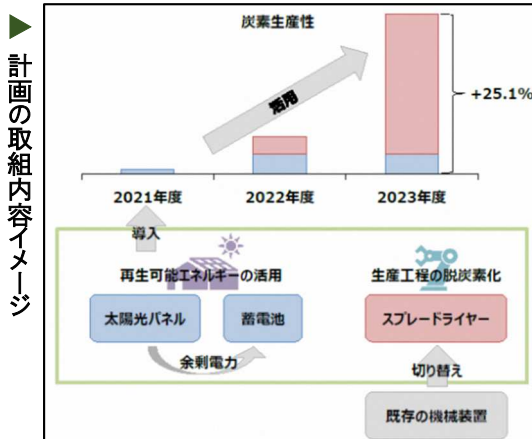 ▶計画の取組内容イメージ
炭素生産性
活用
+25.1%
2021年度
2022年度
2023年度
導入
再生可能エネルギーの活用
生産工程の脱炭素化
太陽光パネル
蓄電池
スプレードライヤー
余剰電力
切り替え
既存の機械装置